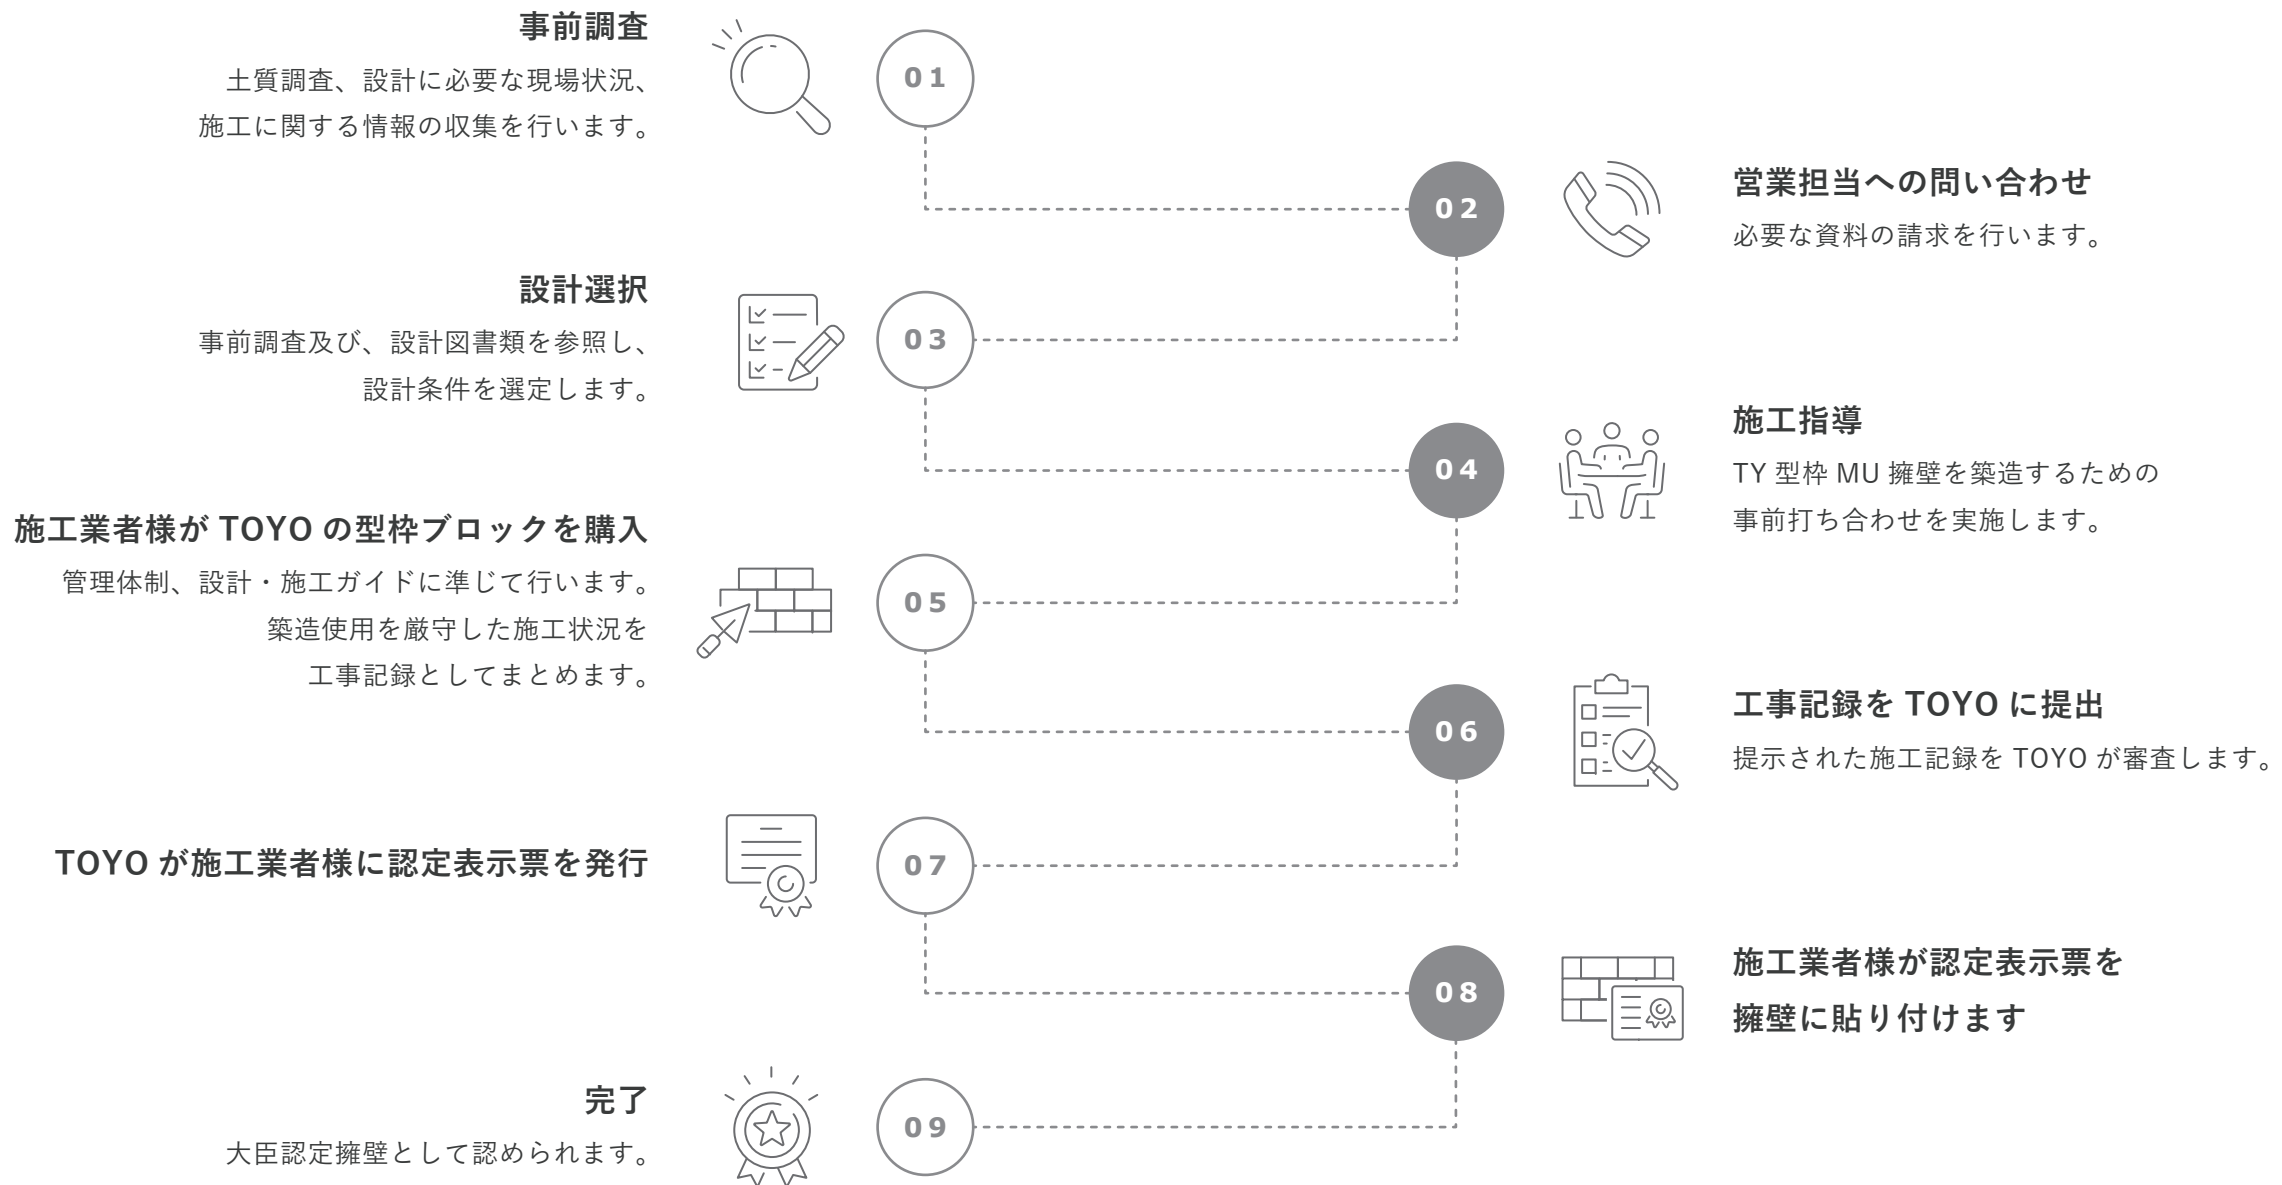 事前調査
土質調査、設計に必要な現場状況、
施工に関する情報の収集を行います。
01
02
営業担当への問い合わせ
必要な資料の請求を行います。
設計選択
事前調査及び、設計図書類を参照し、
設計条件を選定します。
03
04
施工指導
TY 型枠 MU 擁壁を築造するための
事前打ち合わせを実施します。
施工業者様が TOYO の型枠ブロックを購入
管理体制、設計・施工ガイドに準じて行います。
築造使用を厳守した施工状況を
工事記録としてまとめます。
05
06
工事記録を TOYO に提出
提示された施工記録を TOYO が審査します。
TOYO が施工業者様に認定表示票を発行
07
08
施工業者様が認定表示票を
擁壁に貼り付けます
完了
大臣認定擁壁として認められます。
09